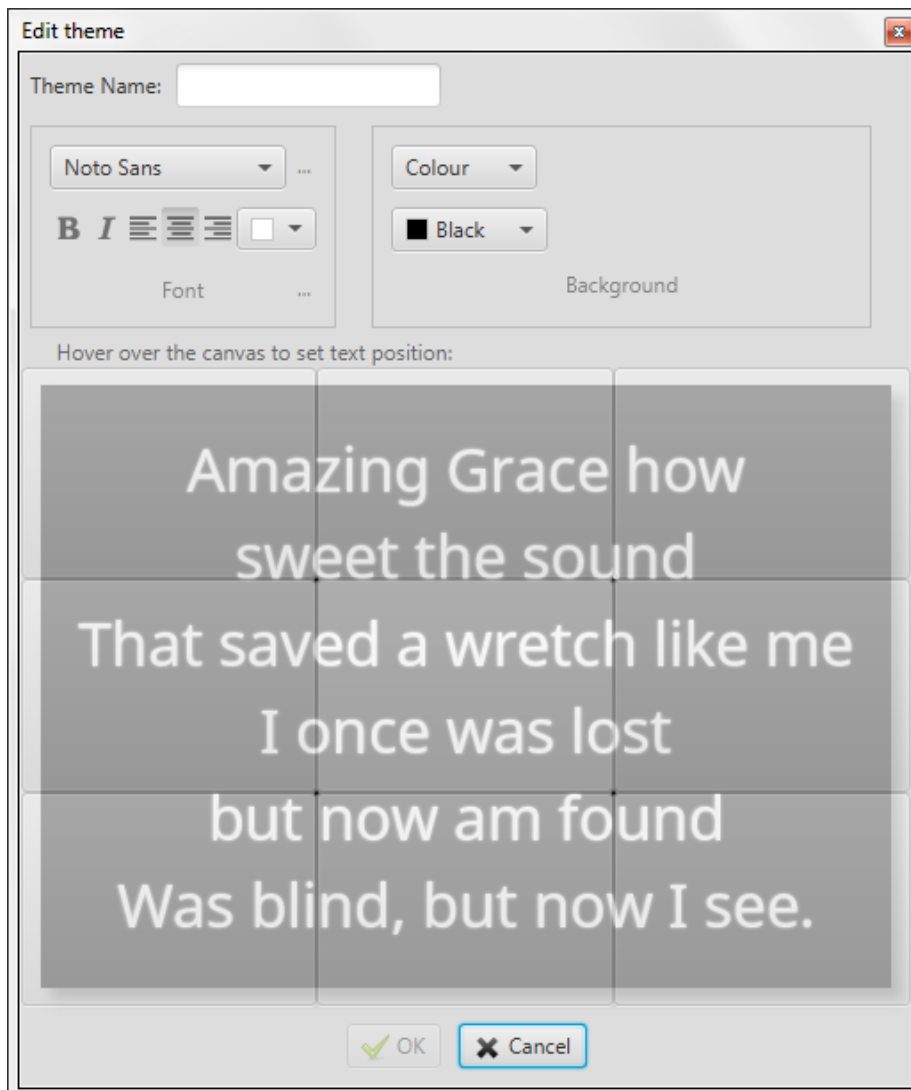 Edit theme
Theme Name:
Noto Sans ...
B I
Font ...
Colour
Black
Background
Hover over the canvas to set text position:
Amazing Grace how
sweet the sound
That saved a wretch like me
I once was lost
but now am found
Was blind, but now I see.
OK Cancel